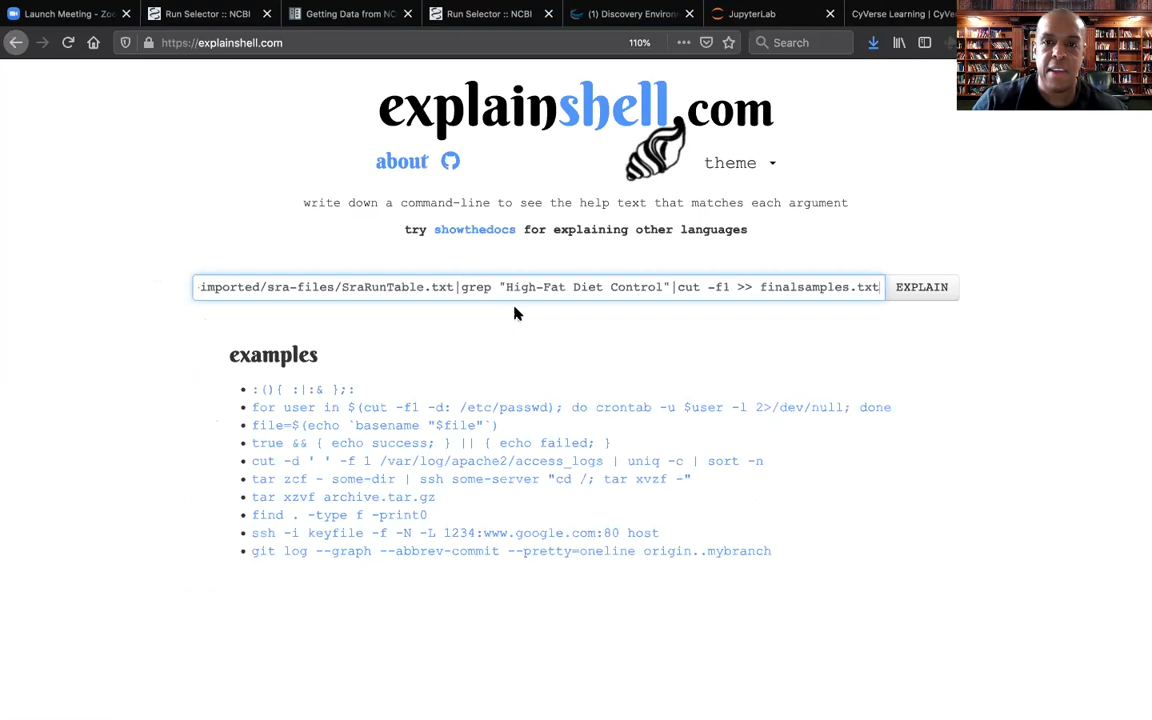 Launch Meeting - Zoo
Run Selector :: NCBI
Getting Data from NC
Run Selector :: NCBI
(1) Discovery Environ
JupyterLab
CyVerse Learning | CyVe
https://explainshell.com
110%
Search
explainshell.com
about
theme
write down a command-line to see the help text that matches each argument
try showthedocs for explaining other languages
imported/sra-files/SraRunTable.txt|grep "High-Fat Diet Control"|cut -f1 >> finalsamples.txt
EXPLAIN
examples
:(){ :|:& };:
for user in $(cut -f1 -d: /etc/passwd); do crontab -u $user -l 2>/dev/null; done
file=$(echo `basename "$file"`)
true && { echo success; } || { echo failed; }
cut -d ' ' -f 1 /var/log/apache2/access_logs | uniq -c | sort -n
tar zcf - some-dir | ssh some-server "cd /; tar xvzf -"
tar xzvf archive.tar.gz
find . -type f -print0
ssh -i keyfile -f -N -L 1234:www.google.com:80 host
git log --graph --abbrev-commit --pretty=oneline origin..mybranch